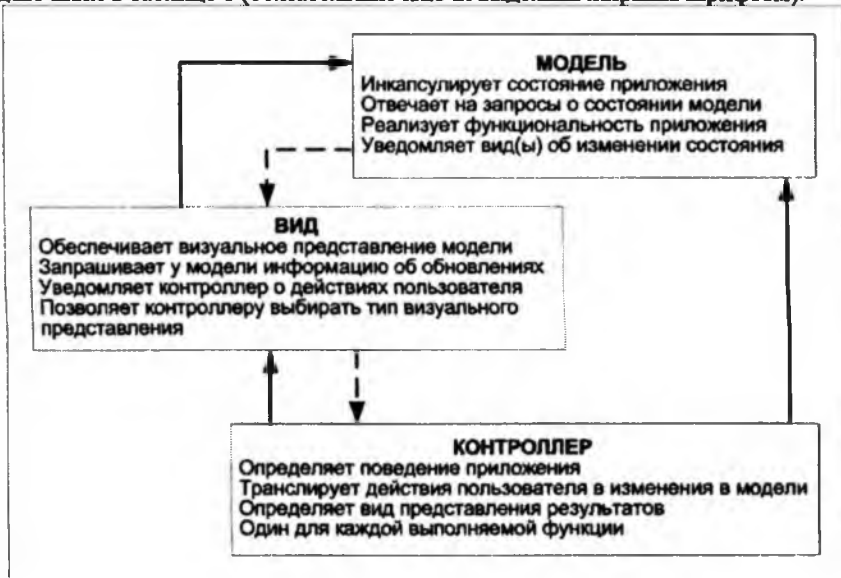 МОДЕЛЬ
Инкапсулирует состояние приложения
Отвечает на запросы о состоянии модели
Реализует функциональность приложения
Уведомляет вид(ы) об изменении состояния
ВИД
Обеспечивает визуальное представление модели
Запрашивает у модели информацию об обновлениях
Уведомляет контроллер о действиях пользователя
Позволяет контроллеру выбирать тип визуального
представления
КОНТРОЛЛЕР
Определяет поведение приложения
Транслирует действия пользователя в изменения в модели
Определяет вид представления результатов
Один для каждой выполняемой функции